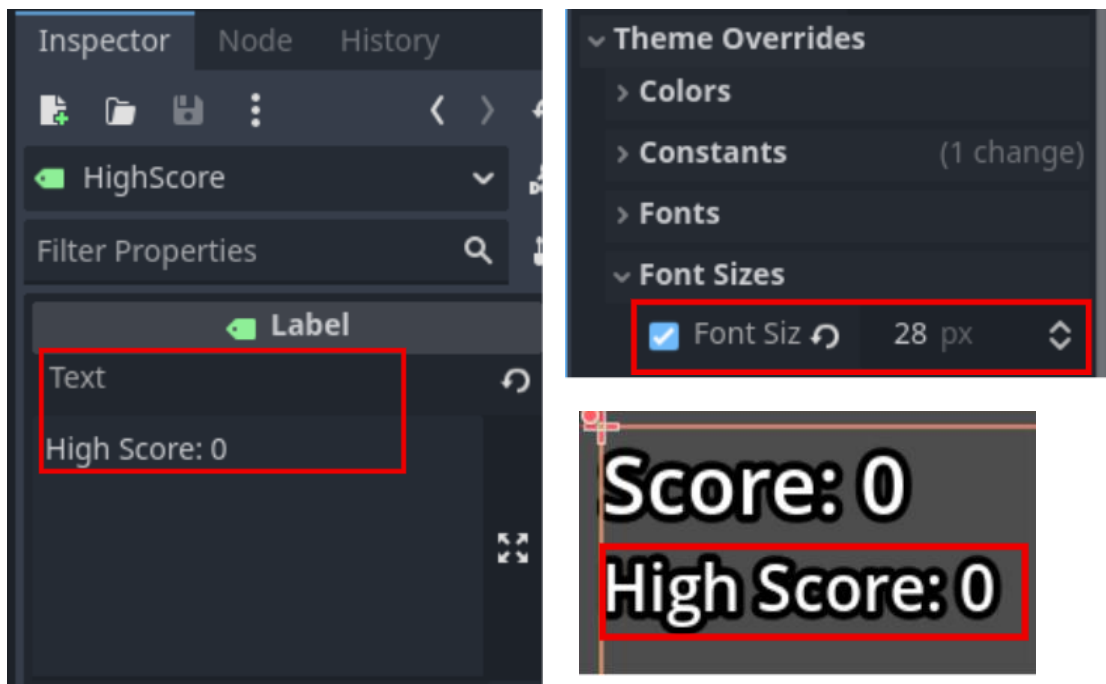 Inspector Node History
HighScore
Filter Properties
Label
Text
High Score: 0
Theme Overrides
Colors
Constants (1 change)
Fonts
Font Sizes
Font Siz 28 px
Score: 0
High Score: 0